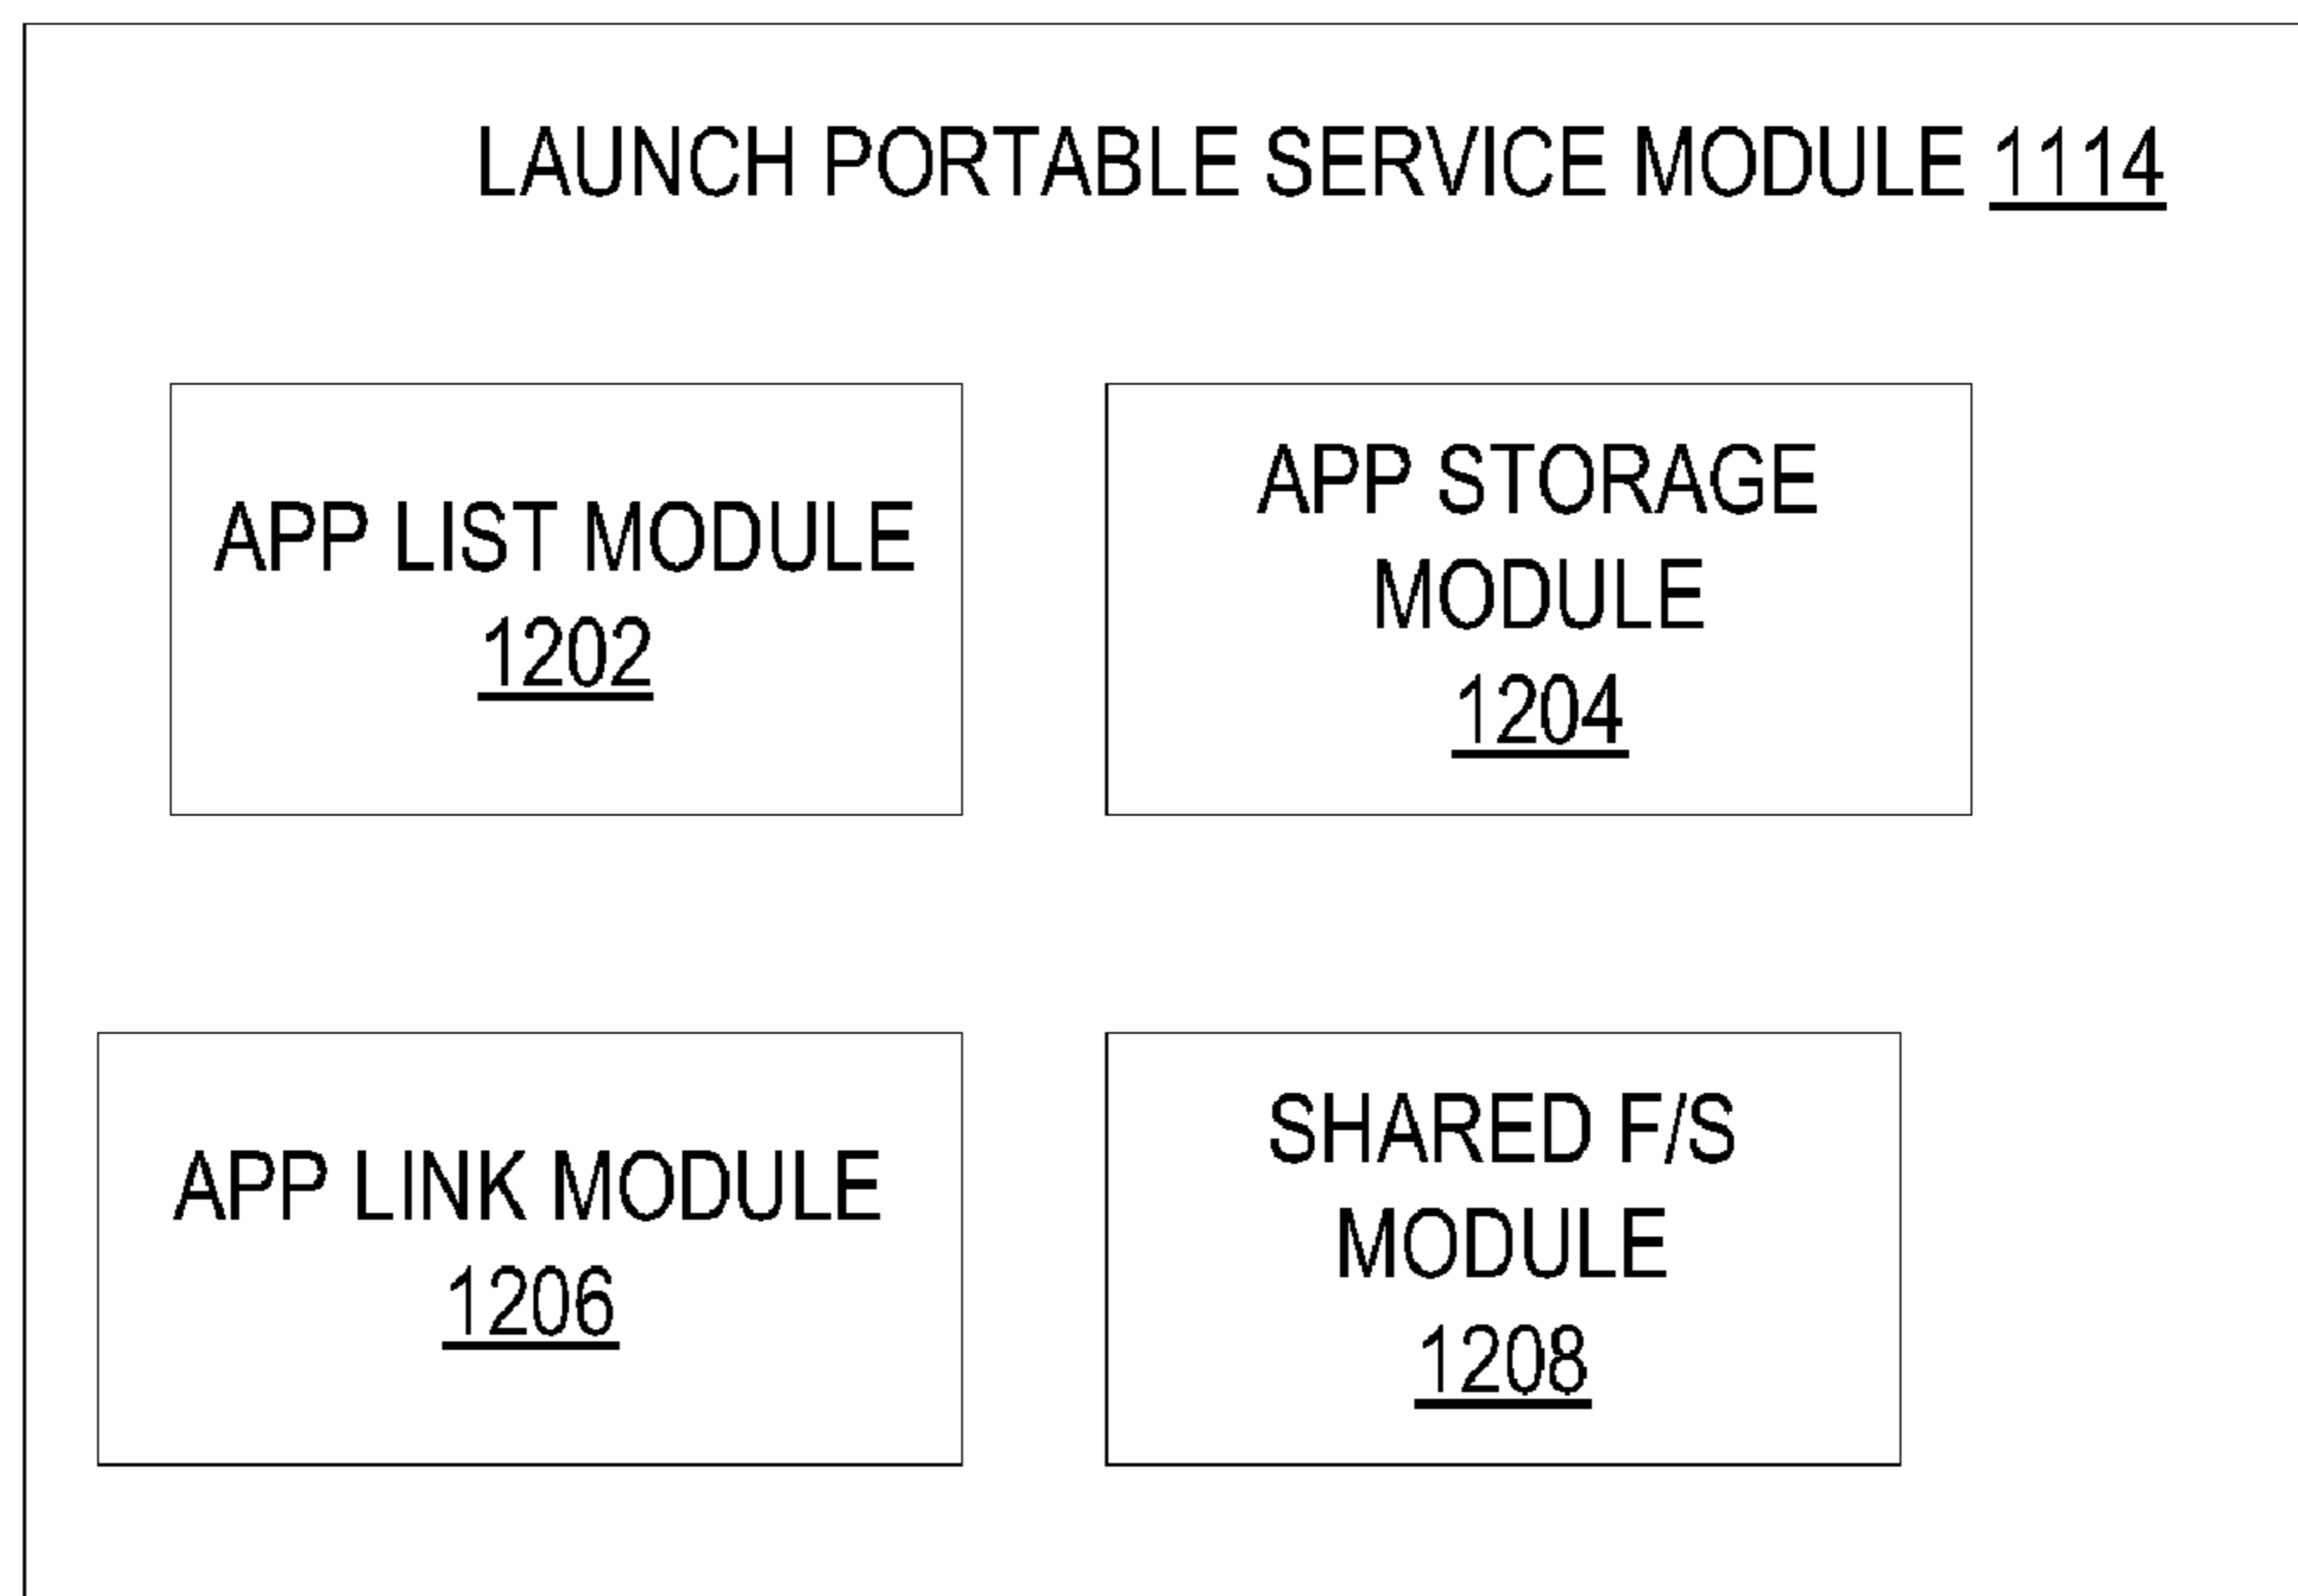 LAUNCH PORTABLE SERVICE MODULE 1114
APP LIST MODULE
1202
APP STORAGE
MODULE
1204
APP LINK MODULE
1206
SHARED F/S
MODULE
1208